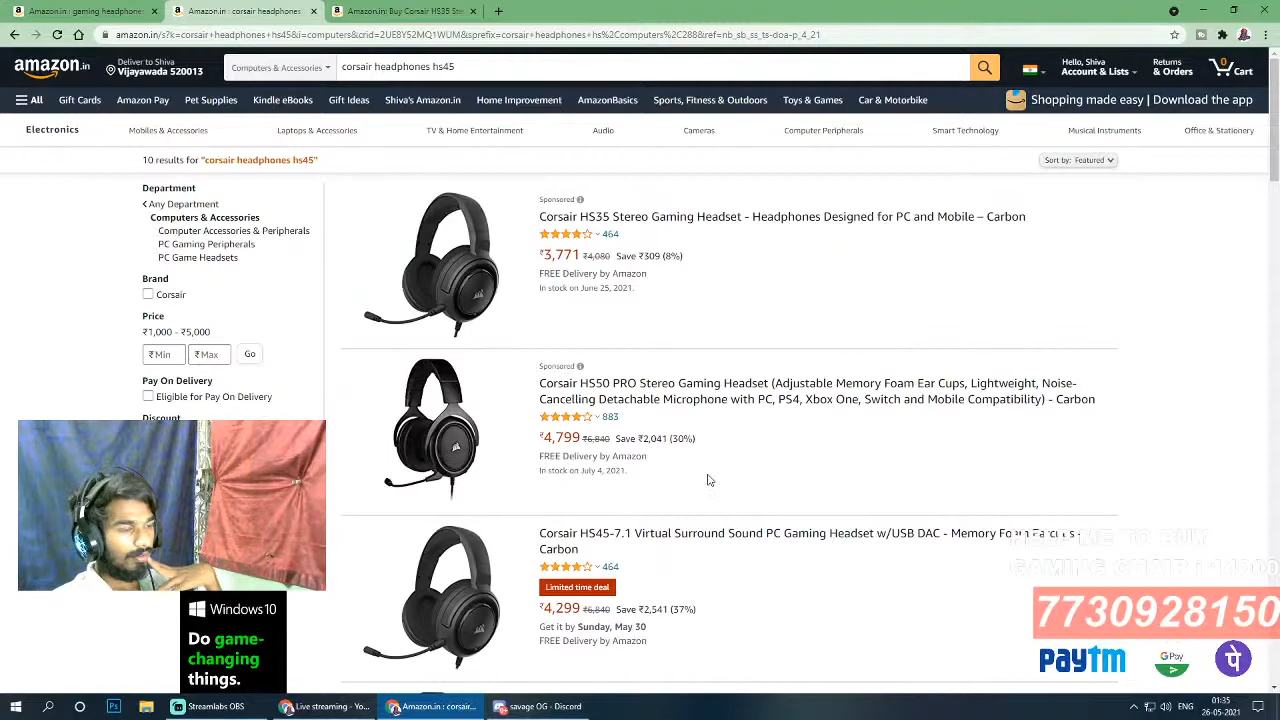 Amazon.in: gaming headphones
Amazon.in: corsair headphones
Amazon.in: Buy Corsair HS35 Ste
amazon.in/s?k=corsair+headphones+hs45&i=computers&crid=2UE8Y52MQ1WUM&sprefix=corsair+headphones+hs%2Ccomputers%2C288&ref=nb_sb_ss_ts-doa-p_4_21
amazon.in
Deliver to Shiva
Vijayawada 520013
Computers & Accessories
corsair headphones hs45
Hello, Shiva
Account & Lists
Returns
& Orders
0
Cart
All
Gift Cards
Amazon Pay
Pet Supplies
Kindle eBooks
Gift Ideas
Shiva's Amazon.in
Home Improvement
AmazonBasics
Sports, Fitness & Outdoors
Toys & Games
Car & Motorbike
Shopping made easy | Download the app
Electronics
Mobiles & Accessories
Laptops & Accessories
TV & Home Entertainment
Audio
Cameras
Computer Peripherals
Smart Technology
Musical Instruments
Office & Stationery
10 results for "corsair headphones hs45"
Sort by: Featured
Department
Any Department
Computers & Accessories
Computer Accessories & Peripherals
PC Gaming Peripherals
PC Game Headsets
Brand
Corsair
Price
₹1,000 - ₹5,000
₹Min
₹Max
Go
Pay On Delivery
Eligible for Pay On Delivery
Discount
Sponsored
Corsair HS35 Stereo Gaming Headset - Headphones Designed for PC and Mobile – Carbon
464
₹3,771 ₹4,080 Save ₹309 (8%)
FREE Delivery by Amazon
In stock on June 25, 2021.
Sponsored
Corsair HS50 PRO Stereo Gaming Headset (Adjustable Memory Foam Ear Cups, Lightweight, Noise-
Cancelling Detachable Microphone with PC, PS4, Xbox One, Switch and Mobile Compatibility) - Carbon
883
₹4,799 ₹6,840 Save ₹2,041 (30%)
FREE Delivery by Amazon
In stock on July 4, 2021.
Corsair HS45-7.1 Virtual Surround Sound PC Gaming Headset w/USB DAC - Memory Foam Earcups -
Carbon
464
Limited time deal
₹4,299 ₹6,840 Save ₹2,541 (37%)
Get it by Sunday, May 30
FREE Delivery by Amazon
Windows 10
Do game-
changing
things.
TO BUY
GAMING CHAIR
7730928150
paytm
G Pay
पे
Streamlabs OBS
Live streaming - Yo...
Amazon.in : corsair...
savage OG - Discord
ENG
01:35
26-05-2021